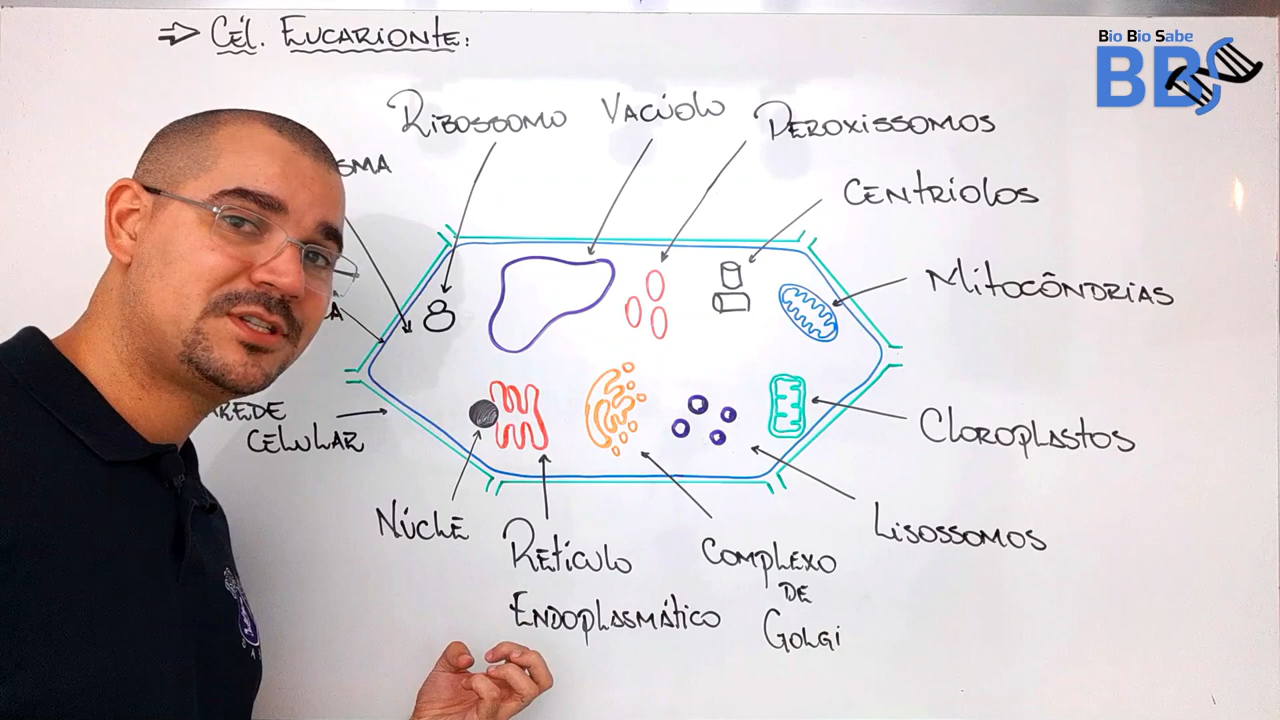 ⇒ Cél. Eucarionte:
Bio Bio Sabe
BBS
Ribossomo
Vacúolo
Peroxissomos
Centríolos
Mitocôndrias
Celular
Cloroplastos
Núclé
Lisossomos
Retículo
Endoplasmático
Complexo
de
Golgi